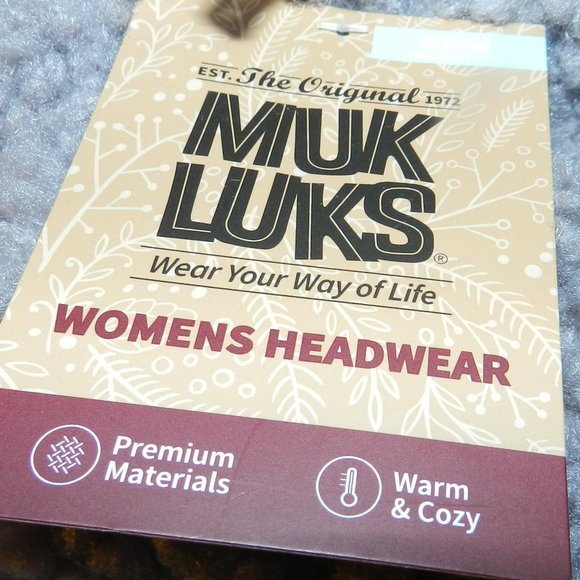 EST. The Original 1972
MUK
LUKS®
Wear Your Way of Life
WOMENS HEADWEAR
Premium
Materials
Warm
& Cozy